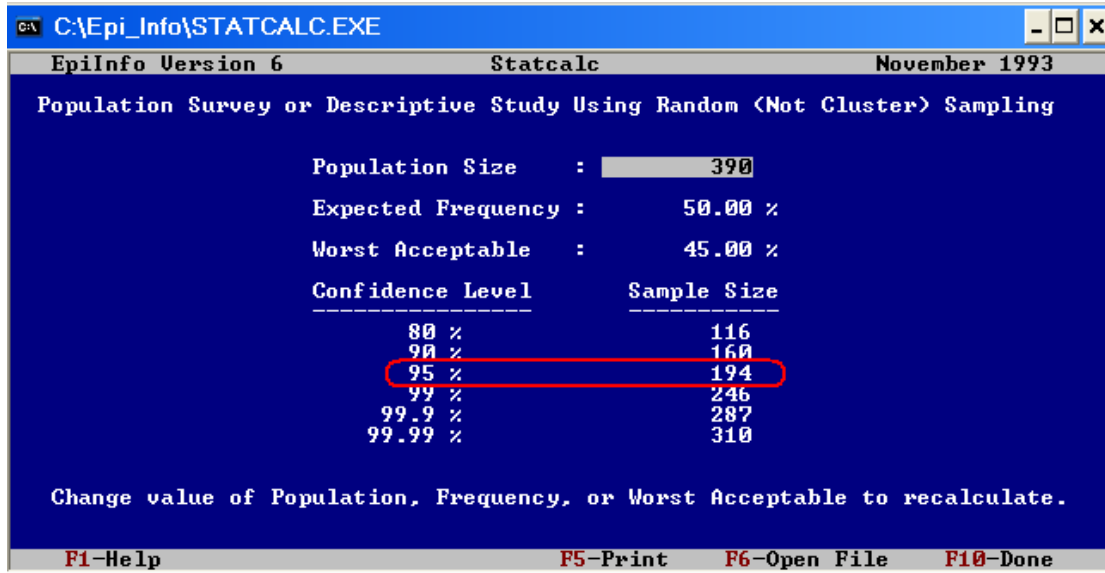 C:\Epi_Info\STATCALC.EXE
EpiInfo Version 6 Statcalc November 1993
Population Survey or Descriptive Study Using Random (Not Cluster) Sampling
Population Size : 390
Expected Frequency : 50.00 %
Worst Acceptable : 45.00 %
Confidence Level Sample Size
80 % 116
90 % 160
95 % 194
99 % 246
99.9 % 287
99.99 % 310
Change value of Population, Frequency, or Worst Acceptable to recalculate.
F1-Help F5-Print F6-Open File F10-Done